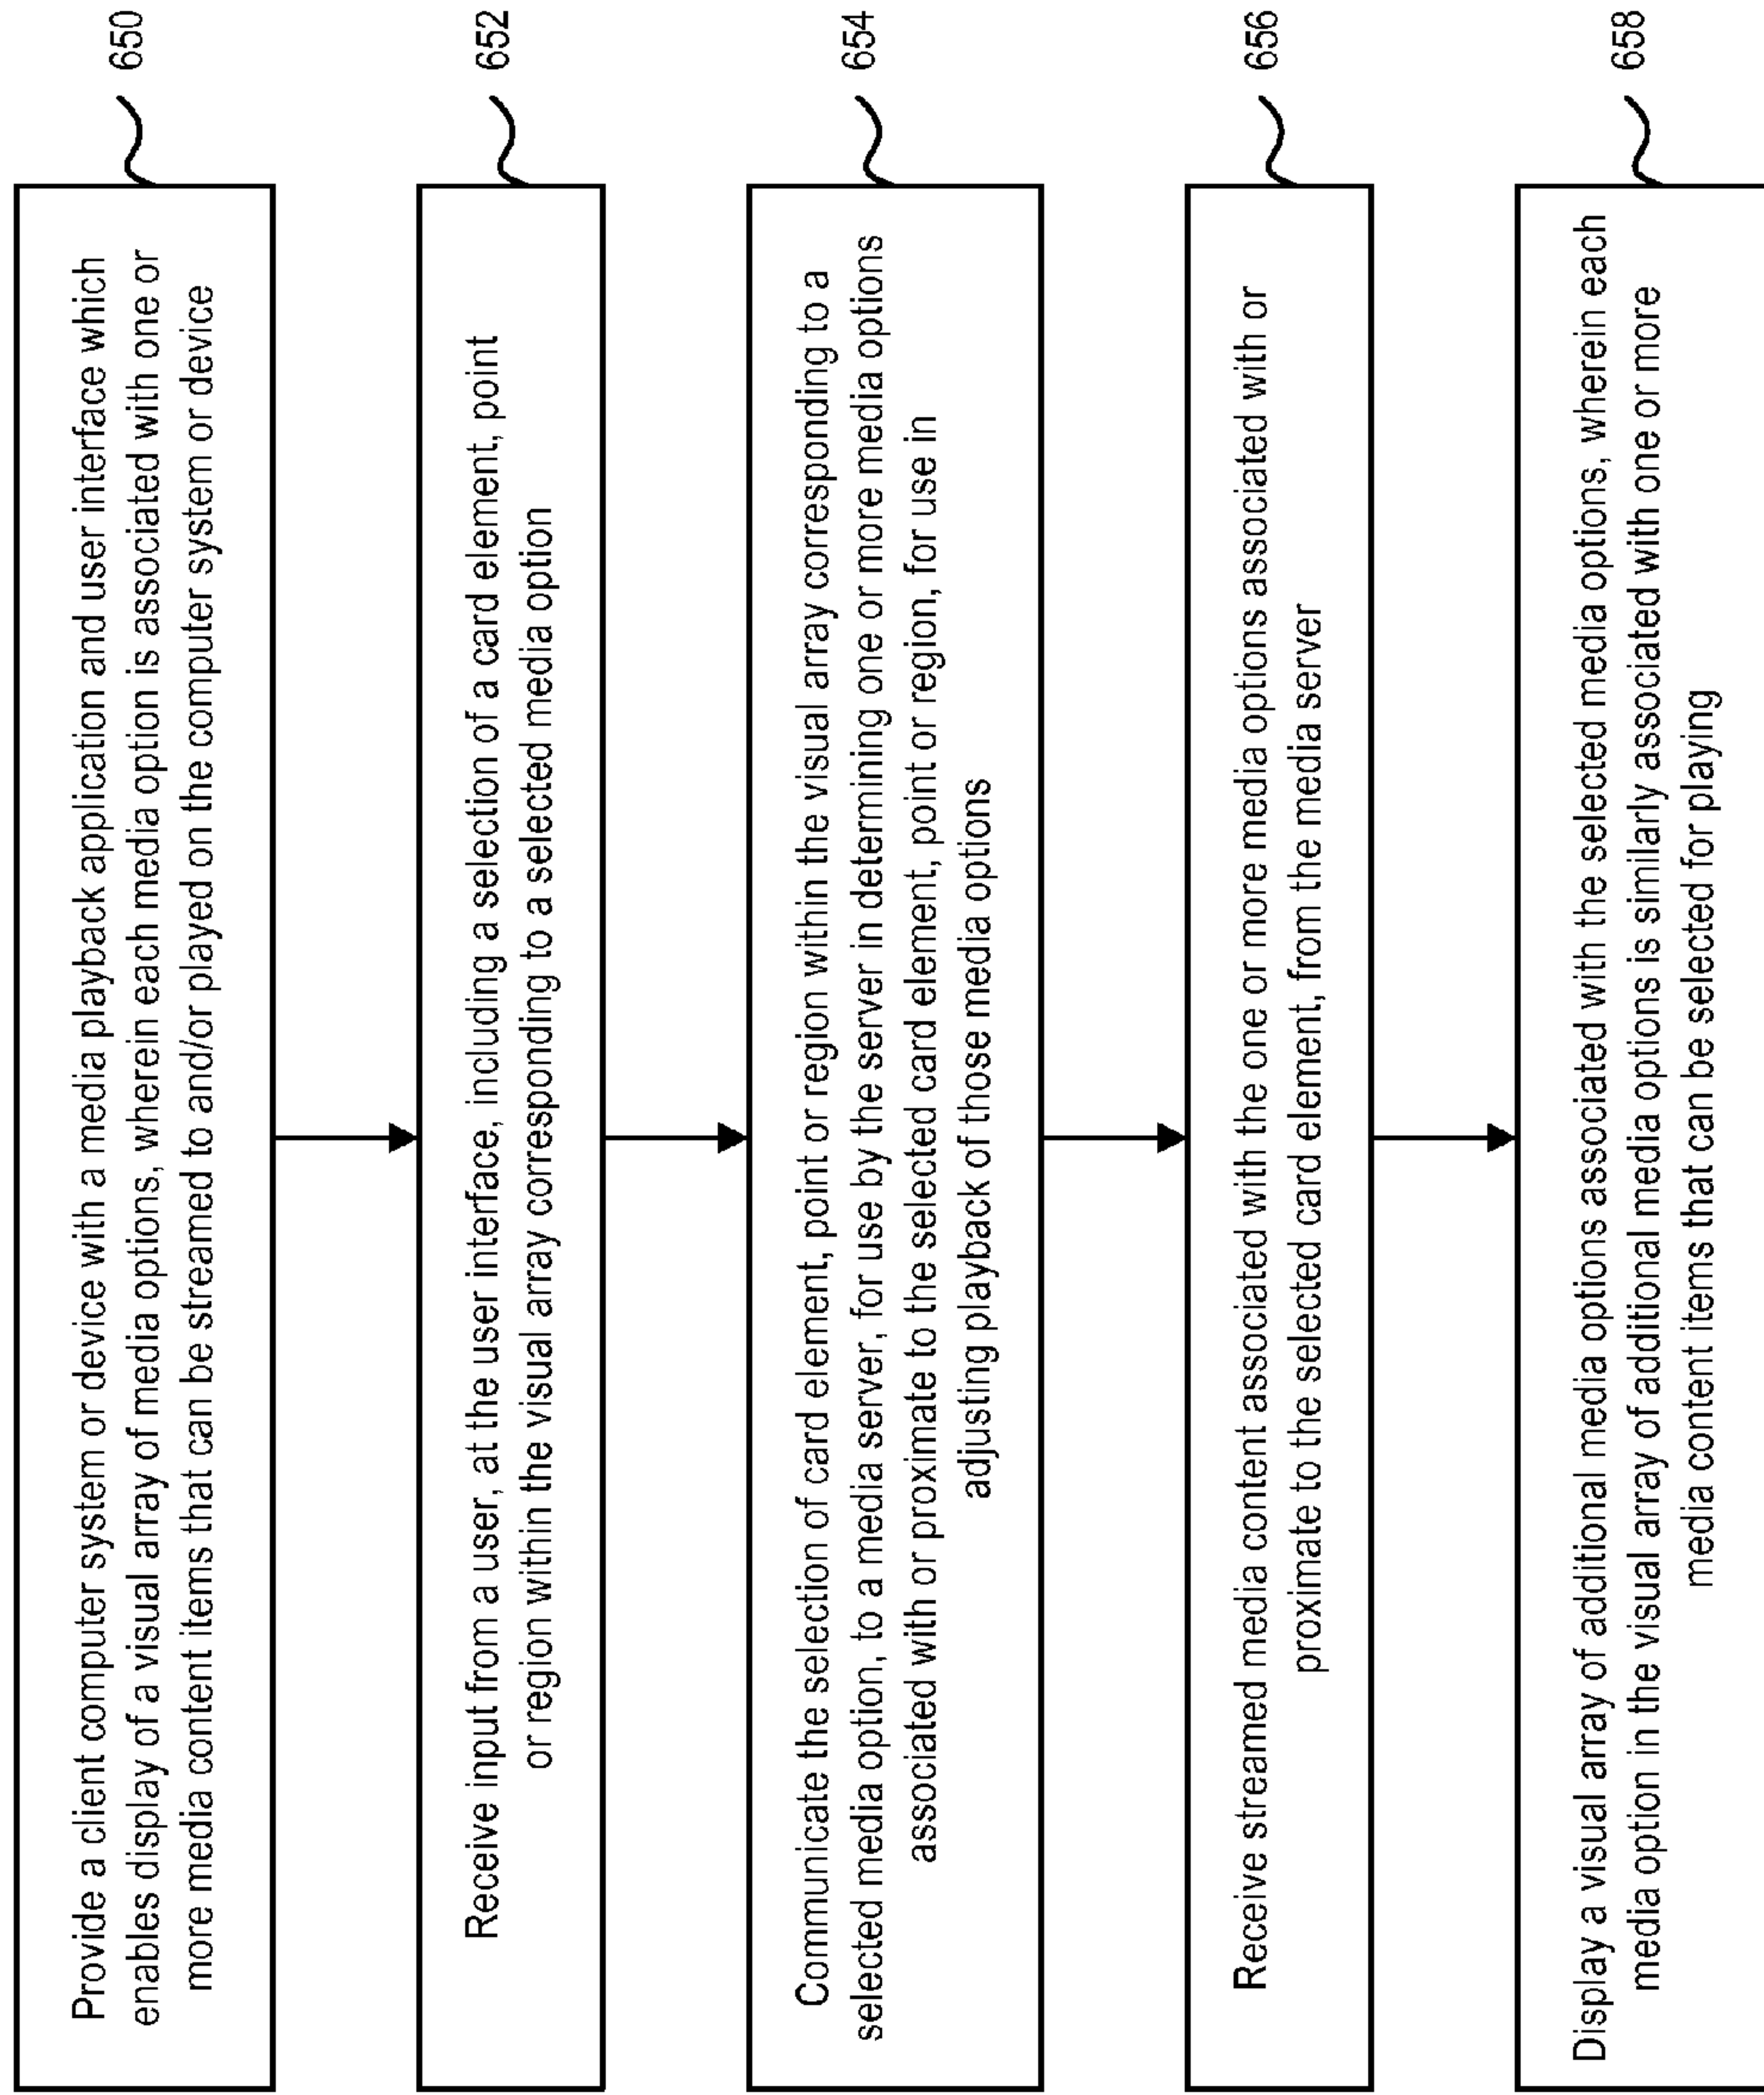 Provide a client computer system or device with a media playback application and user interface which
enables display of a visual array of media options, wherein each media option is associated with one or
more media content items that can be streamed to and/or played on the computer system or device
650
Receive input from a user, at the user interface, including a selection of a card element, point
or region within the visual array corresponding to a selected media option
652
Communicate the selection of card element, point or region within the visual array corresponding to a
selected media option, to a media server, for use by the server in determining one or more media options
associated with or proximate to the selected card element, point or region, for use in
adjusting playback of those media options
654
Receive streamed media content associated with the one or more media options associated with or
proximate to the selected card element, from the media server
656
Display a visual array of additional media options associated with the selected media options, wherein each
media option in the visual array of additional media options is similarly associated with one or more
media content items that can be selected for playing
658